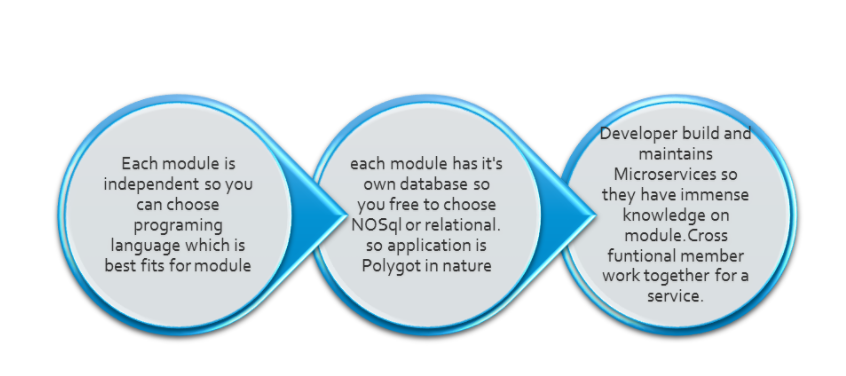 Each module is
independent so you
can choose
programing
language which is
best fits for module
each module has it's
own database so
you free to choose
NOSql or relational.
so application is
Polygot in nature
Developer build and
maintains
Microservices so
they have immense
knowledge on
module.Cross
funtional member
work together for a
service.